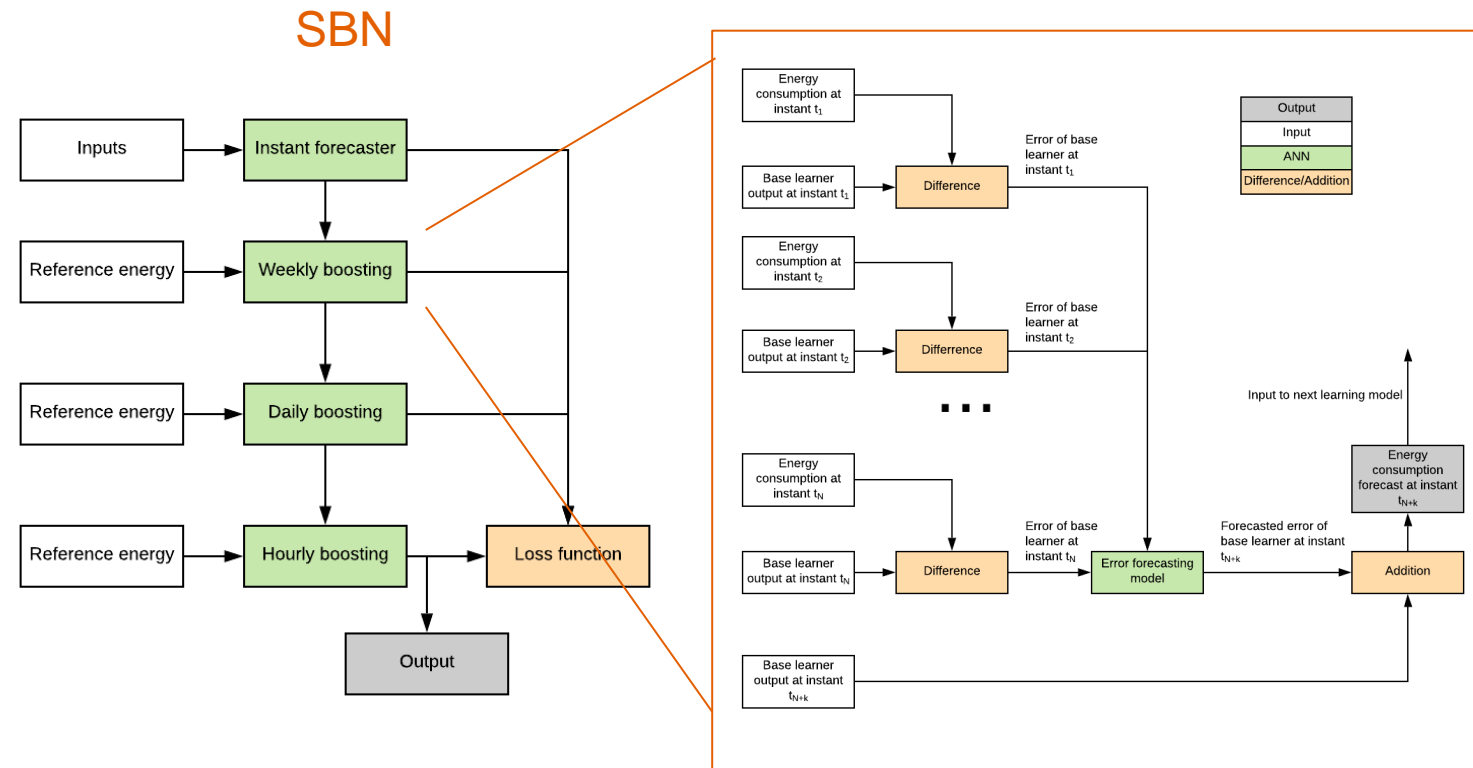 SBN
Inputs
Instant forecaster
Reference energy
Weekly boosting
Reference energy
Daily boosting
Reference energy
Hourly boosting
Loss function
Output
Energy
consumption at
instant t1
Base learner
output at instant t1
Difference
Error of base
learner at
instant t1
Energy
consumption at
instant t2
Base learner
output at instant t2
Differrence
Error of base
learner at
instant t2
...
Energy
consumption at
instant tN
Base learner
output at instant tN
Difference
Error of base
learner at
instant tN
Error forecasting
model
Forecasted error of
base learner at instant
tN+k
Addition
Energy
consumption
forecast at instant
tN+k
Input to next learning model
Base learner
output at instant
tN+k
Output
Input
ANN
Difference/Addition